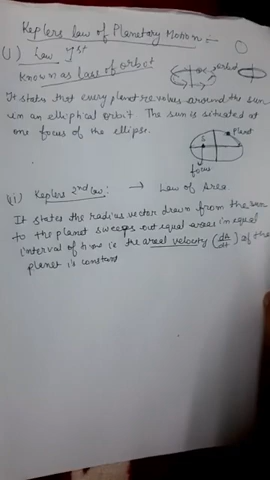 Keplers law of Planetary Motion :-
(i) Law 1st
Known as Law of orbit
orbit
It states that every planet revolves around the sun
in an elliptical orbit The sun is situated at
one focus of the ellipse.
Planet
S
focus
(ii) Keplers 2nd law : → Law of Area
It states the radius vector drawn from the sun
to the planet sweeps out equal areas in equal
interval of time i.e the areal velocity (dA/dt) of the
planet is constant